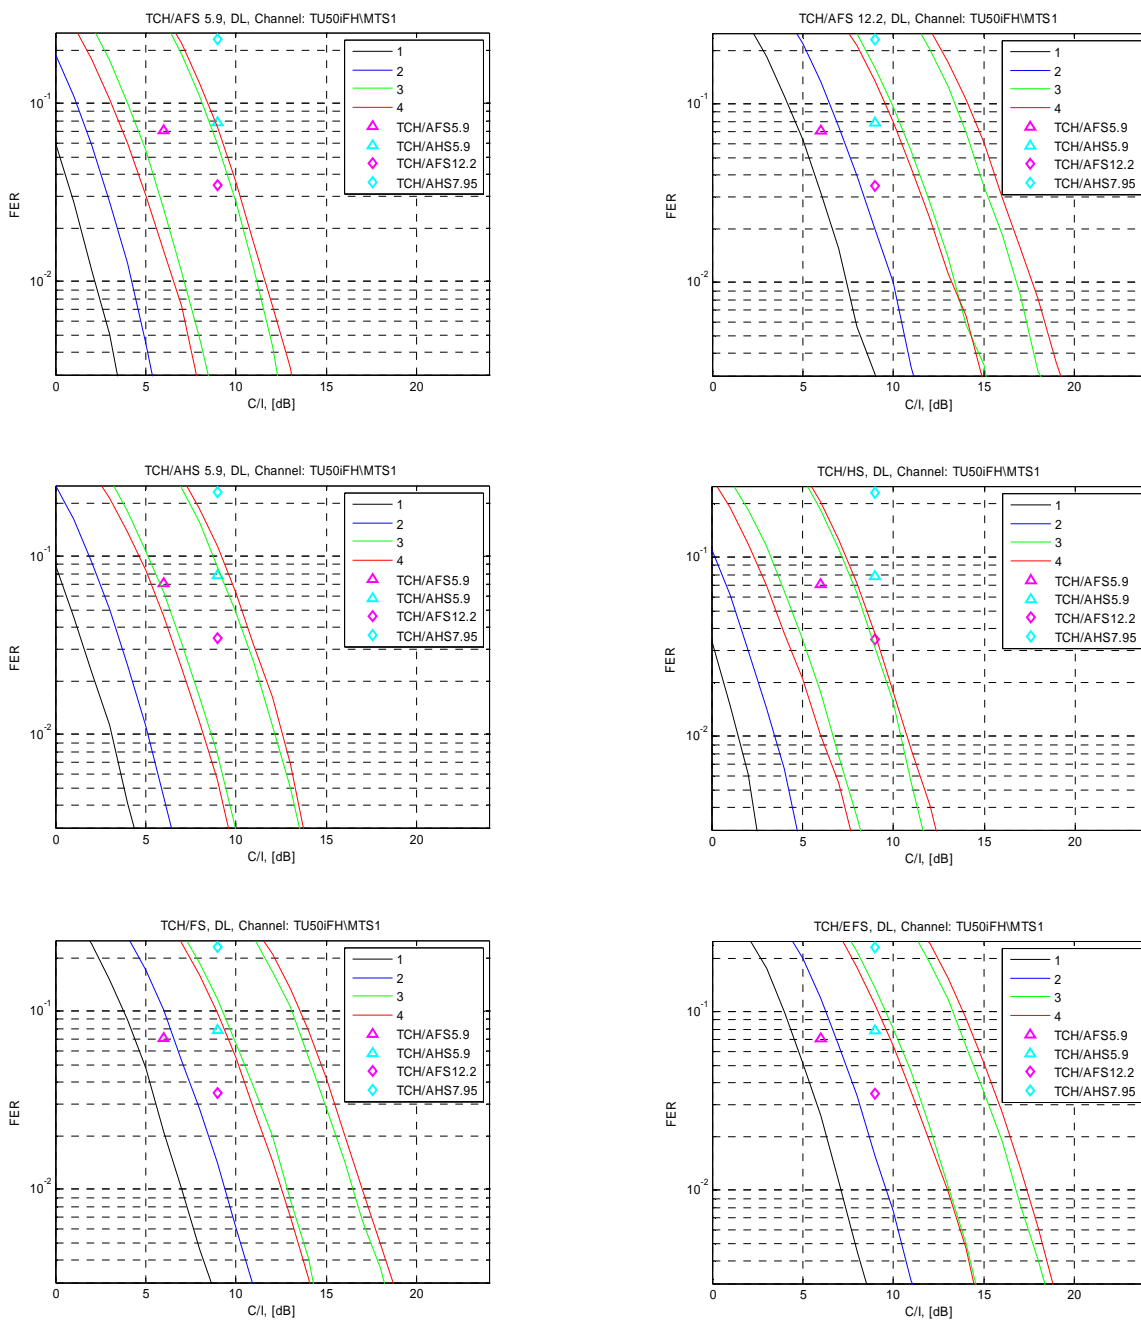 TCH/AFS 5.9, DL, Channel: TU50iFH\MTS1
1
2
3
4
TCH/AFS5.9
TCH/AHS5.9
TCH/AFS12.2
TCH/AHS7.95
10-1
10-2
FER
0 5 10 15 20
C/I, [dB]
TCH/AFS 12.2, DL, Channel: TU50iFH\MTS1
1
2
3
4
TCH/AFS5.9
TCH/AHS5.9
TCH/AFS12.2
TCH/AHS7.95
10-1
10-2
FER
0 5 10 15 20
C/I, [dB]
TCH/AHS 5.9, DL, Channel: TU50iFH\MTS1
1
2
3
4
TCH/AFS5.9
TCH/AHS5.9
TCH/AFS12.2
TCH/AHS7.95
10-1
10-2
FER
0 5 10 15 20
C/I, [dB]
TCH/HS, DL, Channel: TU50iFH\MTS1
1
2
3
4
TCH/AFS5.9
TCH/AHS5.9
TCH/AFS12.2
TCH/AHS7.95
10-1
10-2
FER
0 5 10 15 20
C/I, [dB]
TCH/FS, DL, Channel: TU50iFH\MTS1
1
2
3
4
TCH/AFS5.9
TCH/AHS5.9
TCH/AFS12.2
TCH/AHS7.95
10-1
10-2
FER
0 5 10 15 20
C/I, [dB]
TCH/EFS, DL, Channel: TU50iFH\MTS1
1
2
3
4
TCH/AFS5.9
TCH/AHS5.9
TCH/AFS12.2
TCH/AHS7.95
10-1
10-2
FER
0 5 10 15 20
C/I, [dB]